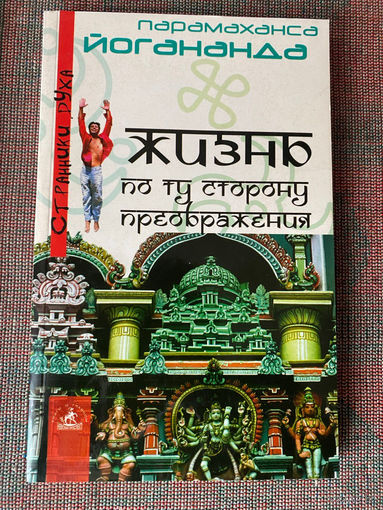 Парамаханса
Йогананда
Странники духа
Жизнь
по ту сторону
преображения